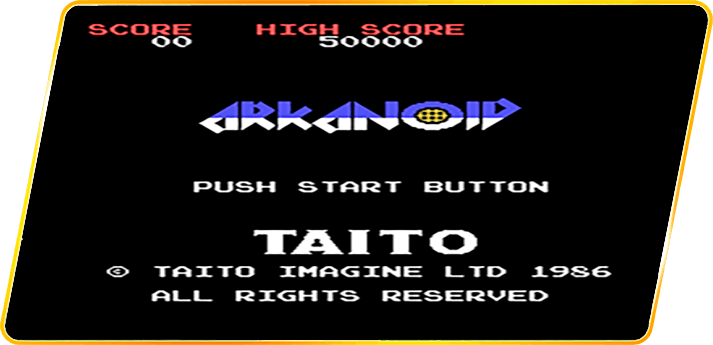 SCORE HIGH SCORE
00 50000
ARKANOID
PUSH START BUTTON
TAITO
© TAITO IMAGINE LTD 1986
ALL RIGHTS RESERVED